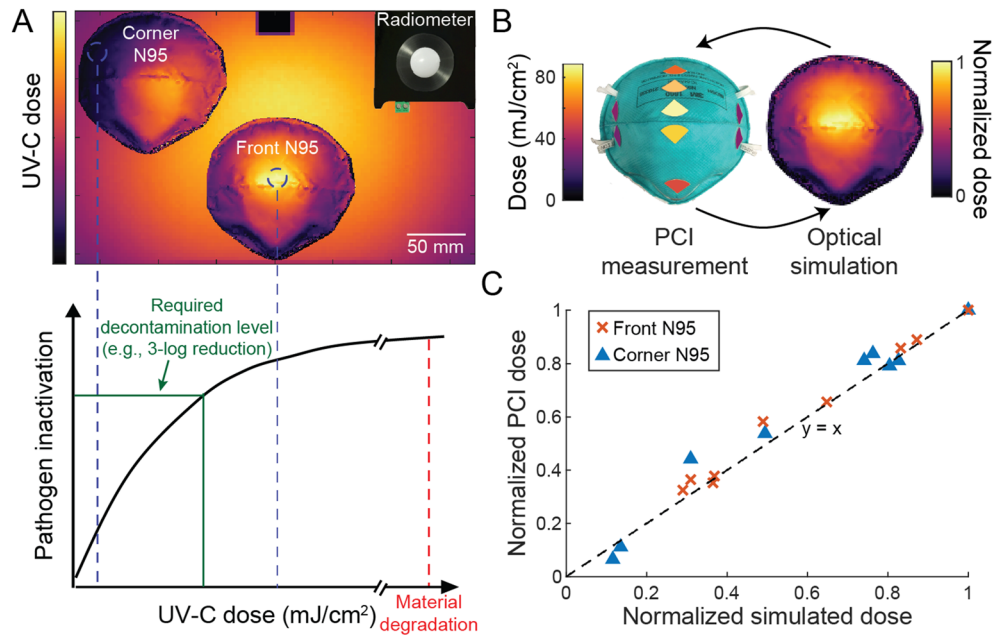 A
UV-C dose
Corner
N95
Front N95
Radiometer
50 mm
Required
decontamination level
(e.g., 3-log reduction)
Pathogen inactivation
UV-C dose (mJ/cm²)
Material
degradation
B
Dose (mJ/cm²)
80
40
0
PCI
measurement
Optical
simulation
1
0
Normalized dose
C
Normalized PCI dose
1
0.8
0.6
0.4
0.2
0
Front N95
Corner N95
y = x
0
0.2
0.4
0.6
0.8
1
Normalized simulated dose